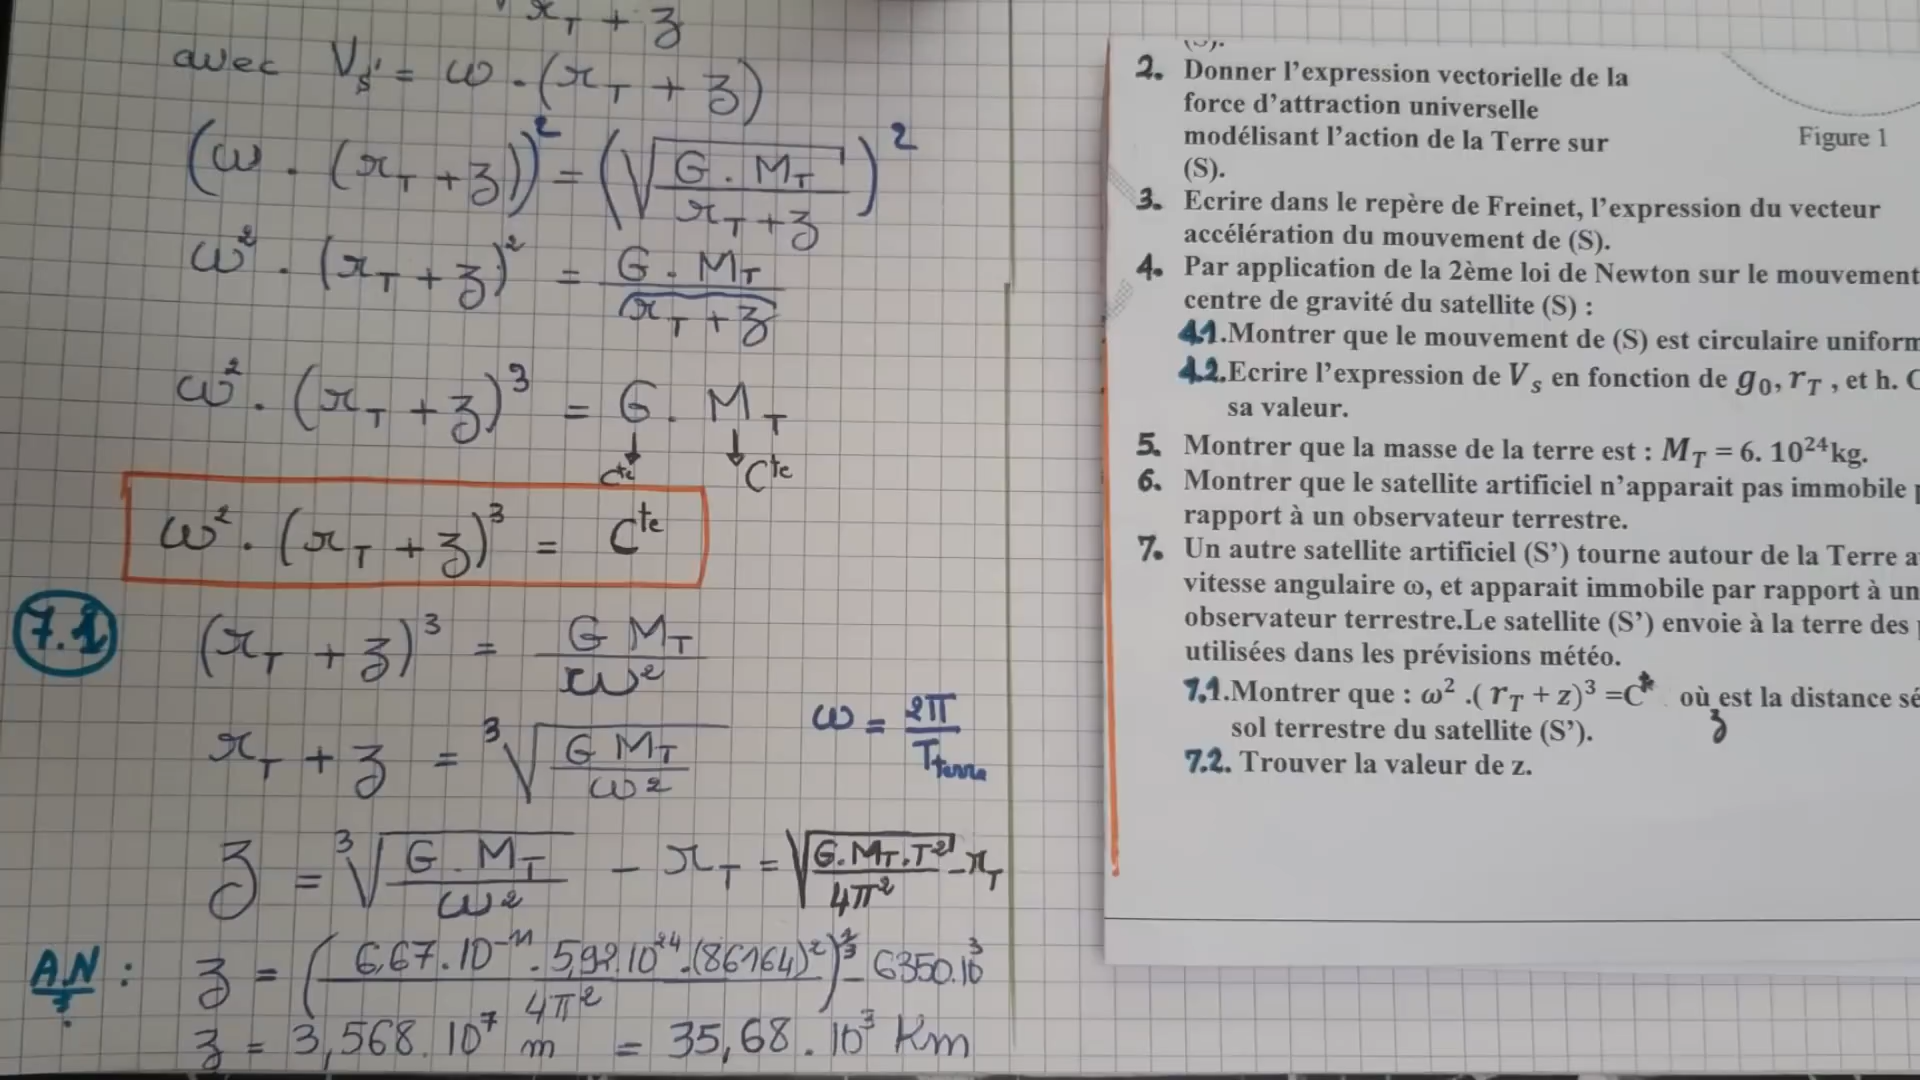 x_T + z
avec V_s' = ω . (r_T + z)
(ω . (r_T + z))² = (√(G . M_T / r_T + z))²
ω² . (r_T + z)² = G . M_T / r_T + z
ω² . (r_T + z)³ = G . M_T
Cte Cte
ω² . (r_T + z)³ = Cte
7.1 (r_T + z)³ = G M_T / ω²
r_T + z = ³√(G M_T / ω²) ω = 2π / T_terre
z = ³√(G . M_T / ω²) - r_T = √(G.M_T.T² / 4π²) - r_T
A.N : z = (6,67.10⁻¹¹ . 5,92.10²⁴ . (86164)² / 4π²)^(1/3) - 6350.10³
z = 3,568.10⁷ m = 35,68.10³ Km
(S).
2. Donner l'expression vectorielle de la
force d'attraction universelle
modélisant l'action de la Terre sur
(S).
Figure 1
3. Ecrire dans le repère de Freinet, l'expression du vecteur
accélération du mouvement de (S).
4. Par application de la 2ème loi de Newton sur le mouvement
centre de gravité du satellite (S) :
4.1.Montrer que le mouvement de (S) est circulaire uniform
4.2.Ecrire l'expression de V_s en fonction de g₀, r_T , et h. C
sa valeur.
5. Montrer que la masse de la terre est : M_T = 6. 10²⁴kg.
6. Montrer que le satellite artificiel n'apparait pas immobile p
rapport à un observateur terrestre.
7. Un autre satellite artificiel (S') tourne autour de la Terre a
vitesse angulaire ω, et apparait immobile par rapport à un
observateur terrestre.Le satellite (S') envoie à la terre des p
utilisées dans les prévisions météo.
7.1.Montrer que : ω² .( r_T + z)³ =Cte où est la distance sé
z
sol terrestre du satellite (S').
7.2. Trouver la valeur de z.